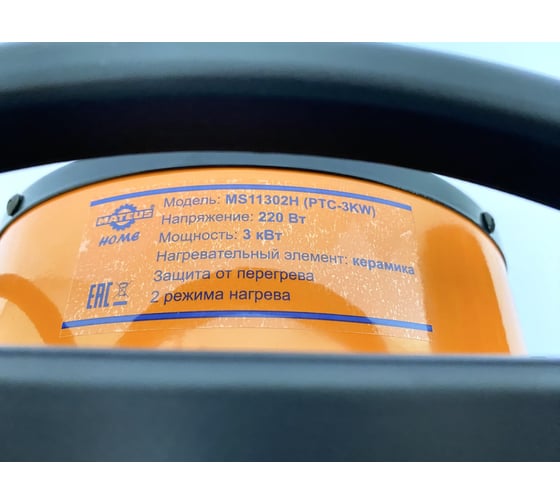 MATEUS
HOME
Модель: MS11302H (PTC-3KW)
Напряжение: 220 Вт
Мощность: 3 кВт
Нагревательный элемент: керамика
Защита от перегрева
2 режима нагрева
EAC